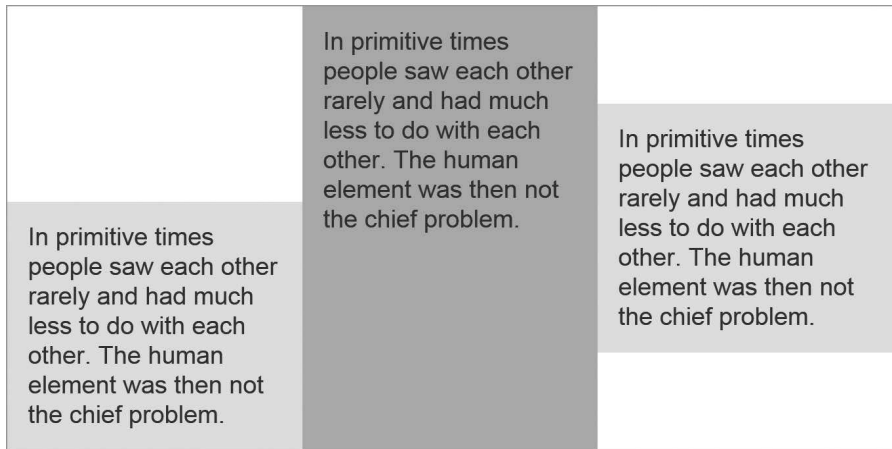 In primitive times
people saw each other
rarely and had much
less to do with each
other. The human
element was then not
the chief problem.
In primitive times
people saw each other
rarely and had much
less to do with each
other. The human
element was then not
the chief problem.
In primitive times
people saw each other
rarely and had much
less to do with each
other. The human
element was then not
the chief problem.